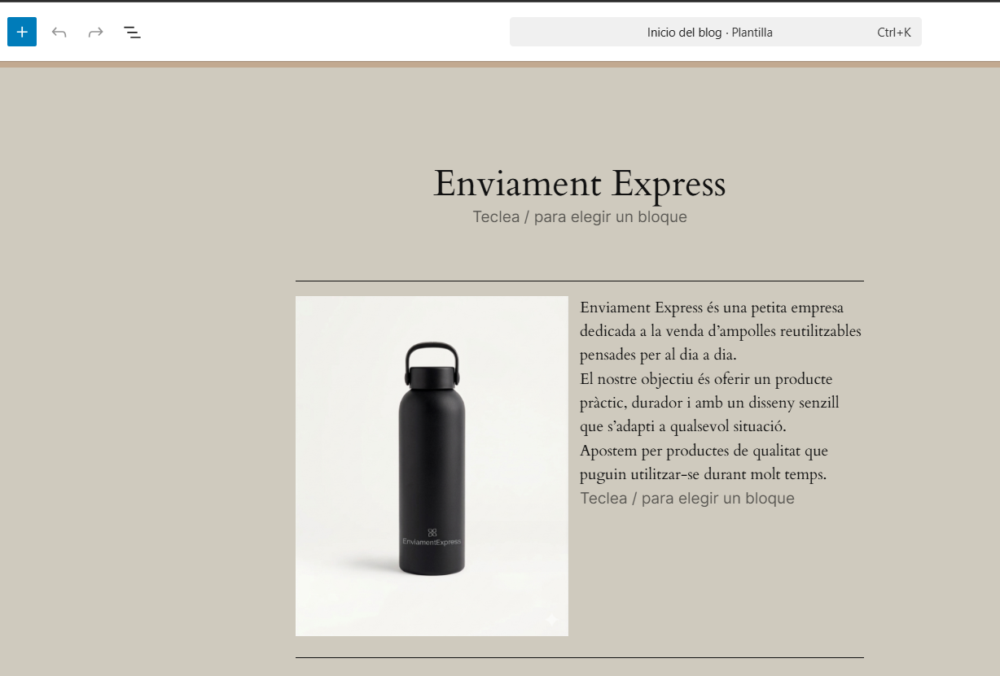 Inicio del blog · Plantilla
Ctrl+K
Enviament Express
Teclea / para elegir un bloque
Enviament Express és una petita empresa
dedicada a la venda d’ampolles reutilitzables
pensades per al dia a dia.
El nostre objectiu és oferir un producte
pràctic, durador i amb un disseny senzill
que s’adapti a qualsevol situació.
Apostem per productes de qualitat que
puguin utilitzar-se durant molt temps.
Teclea / para elegir un bloque
EnviamentExpress